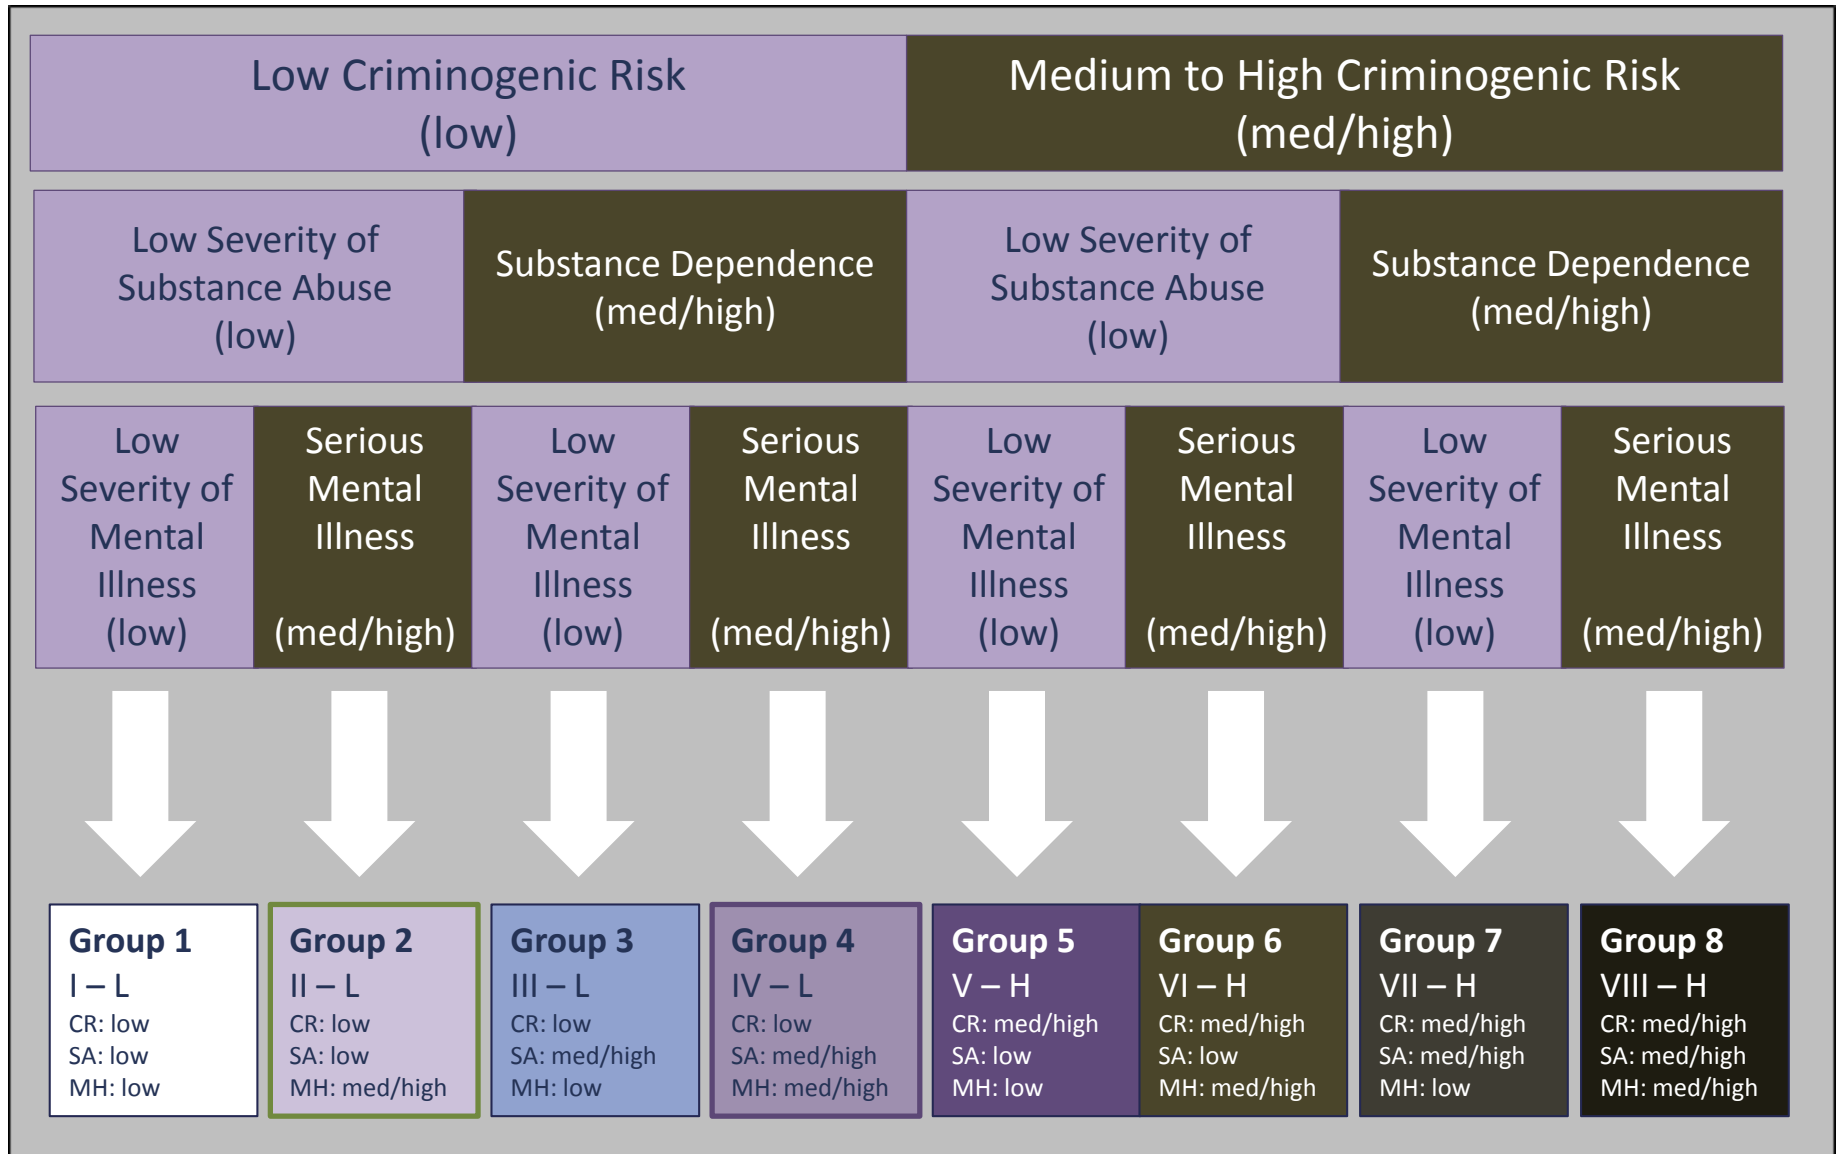 Low Criminogenic Risk
(low)
Medium to High Criminogenic Risk
(med/high)
Low Severity of
Substance Abuse
(low)
Substance Dependence
(med/high)
Low Severity of
Substance Abuse
(low)
Substance Dependence
(med/high)
Low
Severity of
Mental
Illness
(low)
Serious
Mental
Illness
(med/high)
Low
Severity of
Mental
Illness
(low)
Serious
Mental
Illness
(med/high)
Low
Severity of
Mental
Illness
(low)
Serious
Mental
Illness
(med/high)
Low
Severity of
Mental
Illness
(low)
Serious
Mental
Illness
(med/high)
Group 1
I – L
CR: low
SA: low
MH: low
Group 2
II – L
CR: low
SA: low
MH: med/high
Group 3
III – L
CR: low
SA: med/high
MH: low
Group 4
IV – L
CR: low
SA: med/high
MH: med/high
Group 5
V – H
CR: med/high
SA: low
MH: low
Group 6
VI – H
CR: med/high
SA: low
MH: med/high
Group 7
VII – H
CR: med/high
SA: med/high
MH: low
Group 8
VIII – H
CR: med/high
SA: med/high
MH: med/high